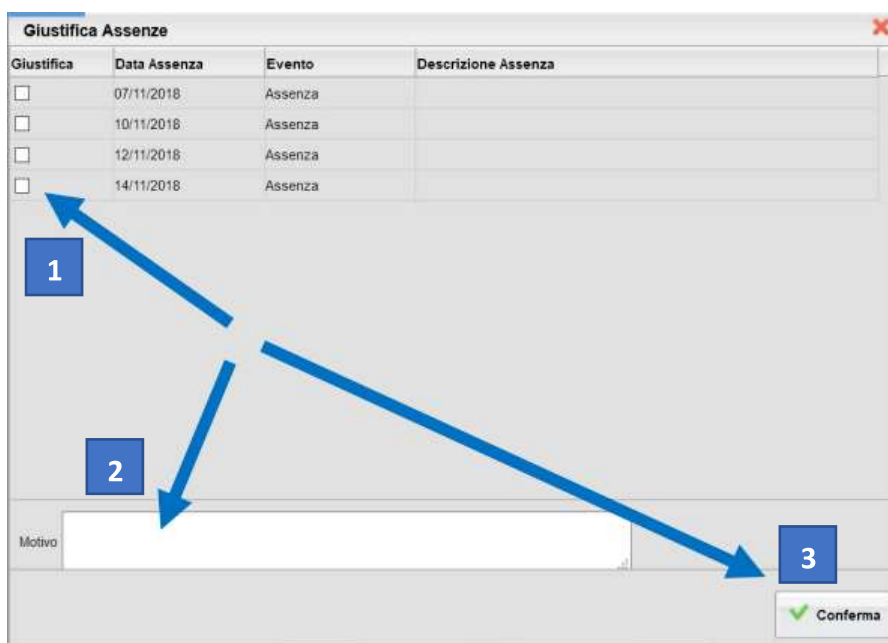 Giustifica Assenze
Giustifica Data Assenza Evento Descrizione Assenza
07/11/2018 Assenza
10/11/2018 Assenza
12/11/2018 Assenza
14/11/2018 Assenza
1
2
Motivo
3
Conferma